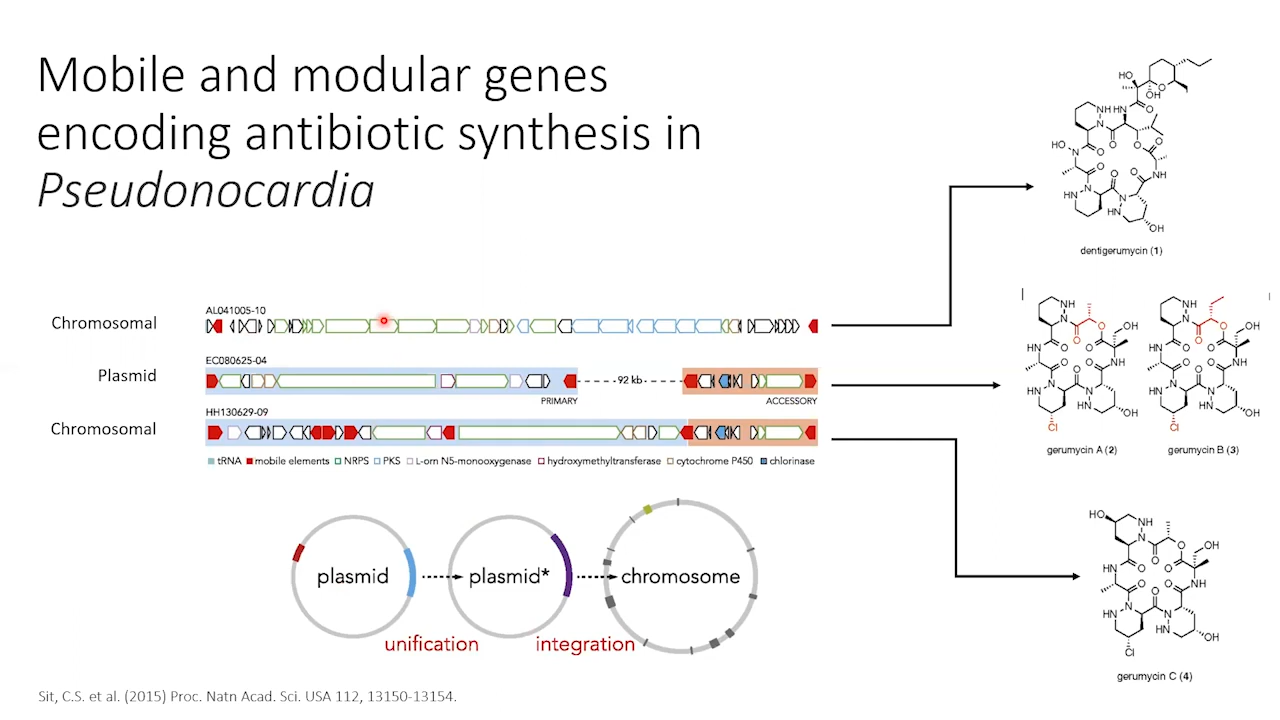 Mobile and modular genes
encoding antibiotic synthesis in
Pseudonocardia
Chromosomal
AL041005-10
Plasmid
EC080625-04
92 kb
PRIMARY
ACCESSORY
Chromosomal
HH130629-09
tRNA mobile elements NRPS PKS L-orn N5-monooxygenase hydroxymethyltransferase cytochrome P450 chlorinase
plasmid
plasmid*
chromosome
unification
integration
dentigerumycin (1)
gerumycin A (2)
gerumycin B (3)
gerumycin C (4)
Sit, C.S. et al. (2015) Proc. Natn Acad. Sci. USA 112, 13150-13154.